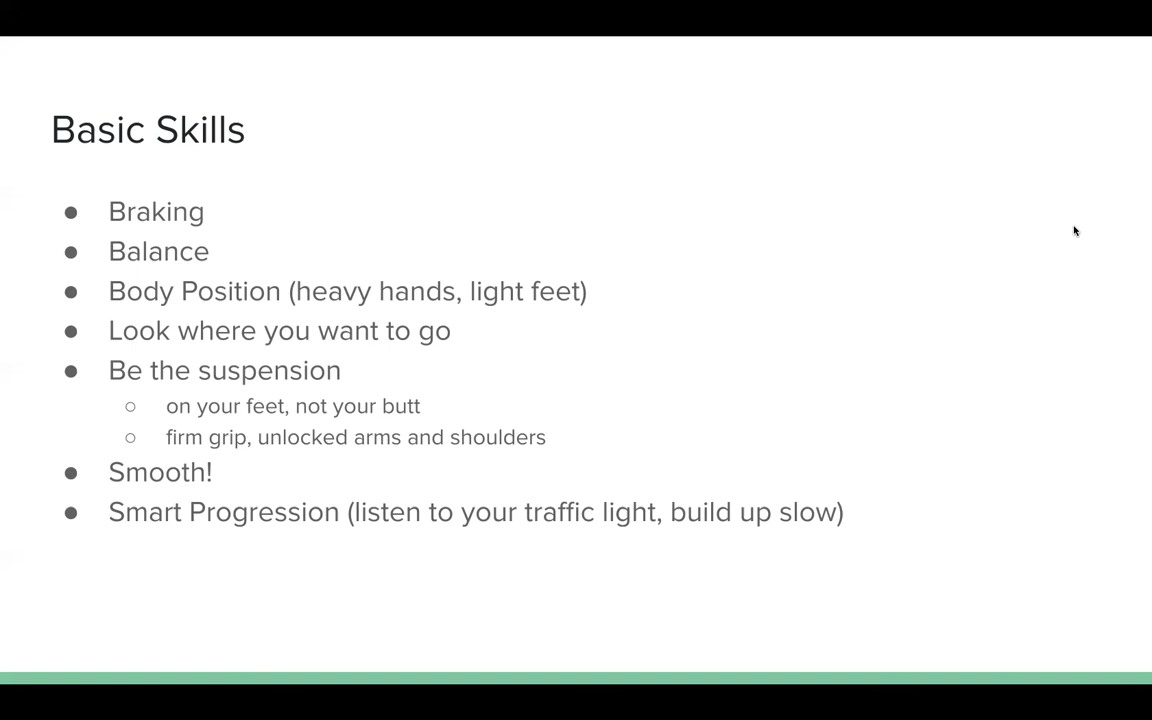 Basic Skills
● Braking
● Balance
● Body Position (heavy hands, light feet)
● Look where you want to go
● Be the suspension
○ on your feet, not your butt
○ firm grip, unlocked arms and shoulders
● Smooth!
● Smart Progression (listen to your traffic light, build up slow)